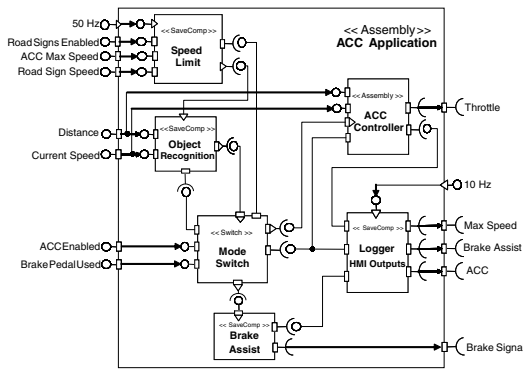 << Assembly>>
ACC Application
50 Hz
RoadSigns Enabled
ACC Max Speed
Road Sign Speed
<< SaveComp >>
Speed
Limit
<< Assembly >>
ACC
Controller
Throttle
Distance
Current Speed
<<SaveComp >>
Object
Recognition
10 Hz
ACCEnabled
BrakePedalUsed
<< Switch >>
Mode
Switch
<< SaveComp >>
Logger
HMI Outputs
Max Speed
Brake Assist
ACC
<< SaveComp >>
Brake
Assist
Brake Signa